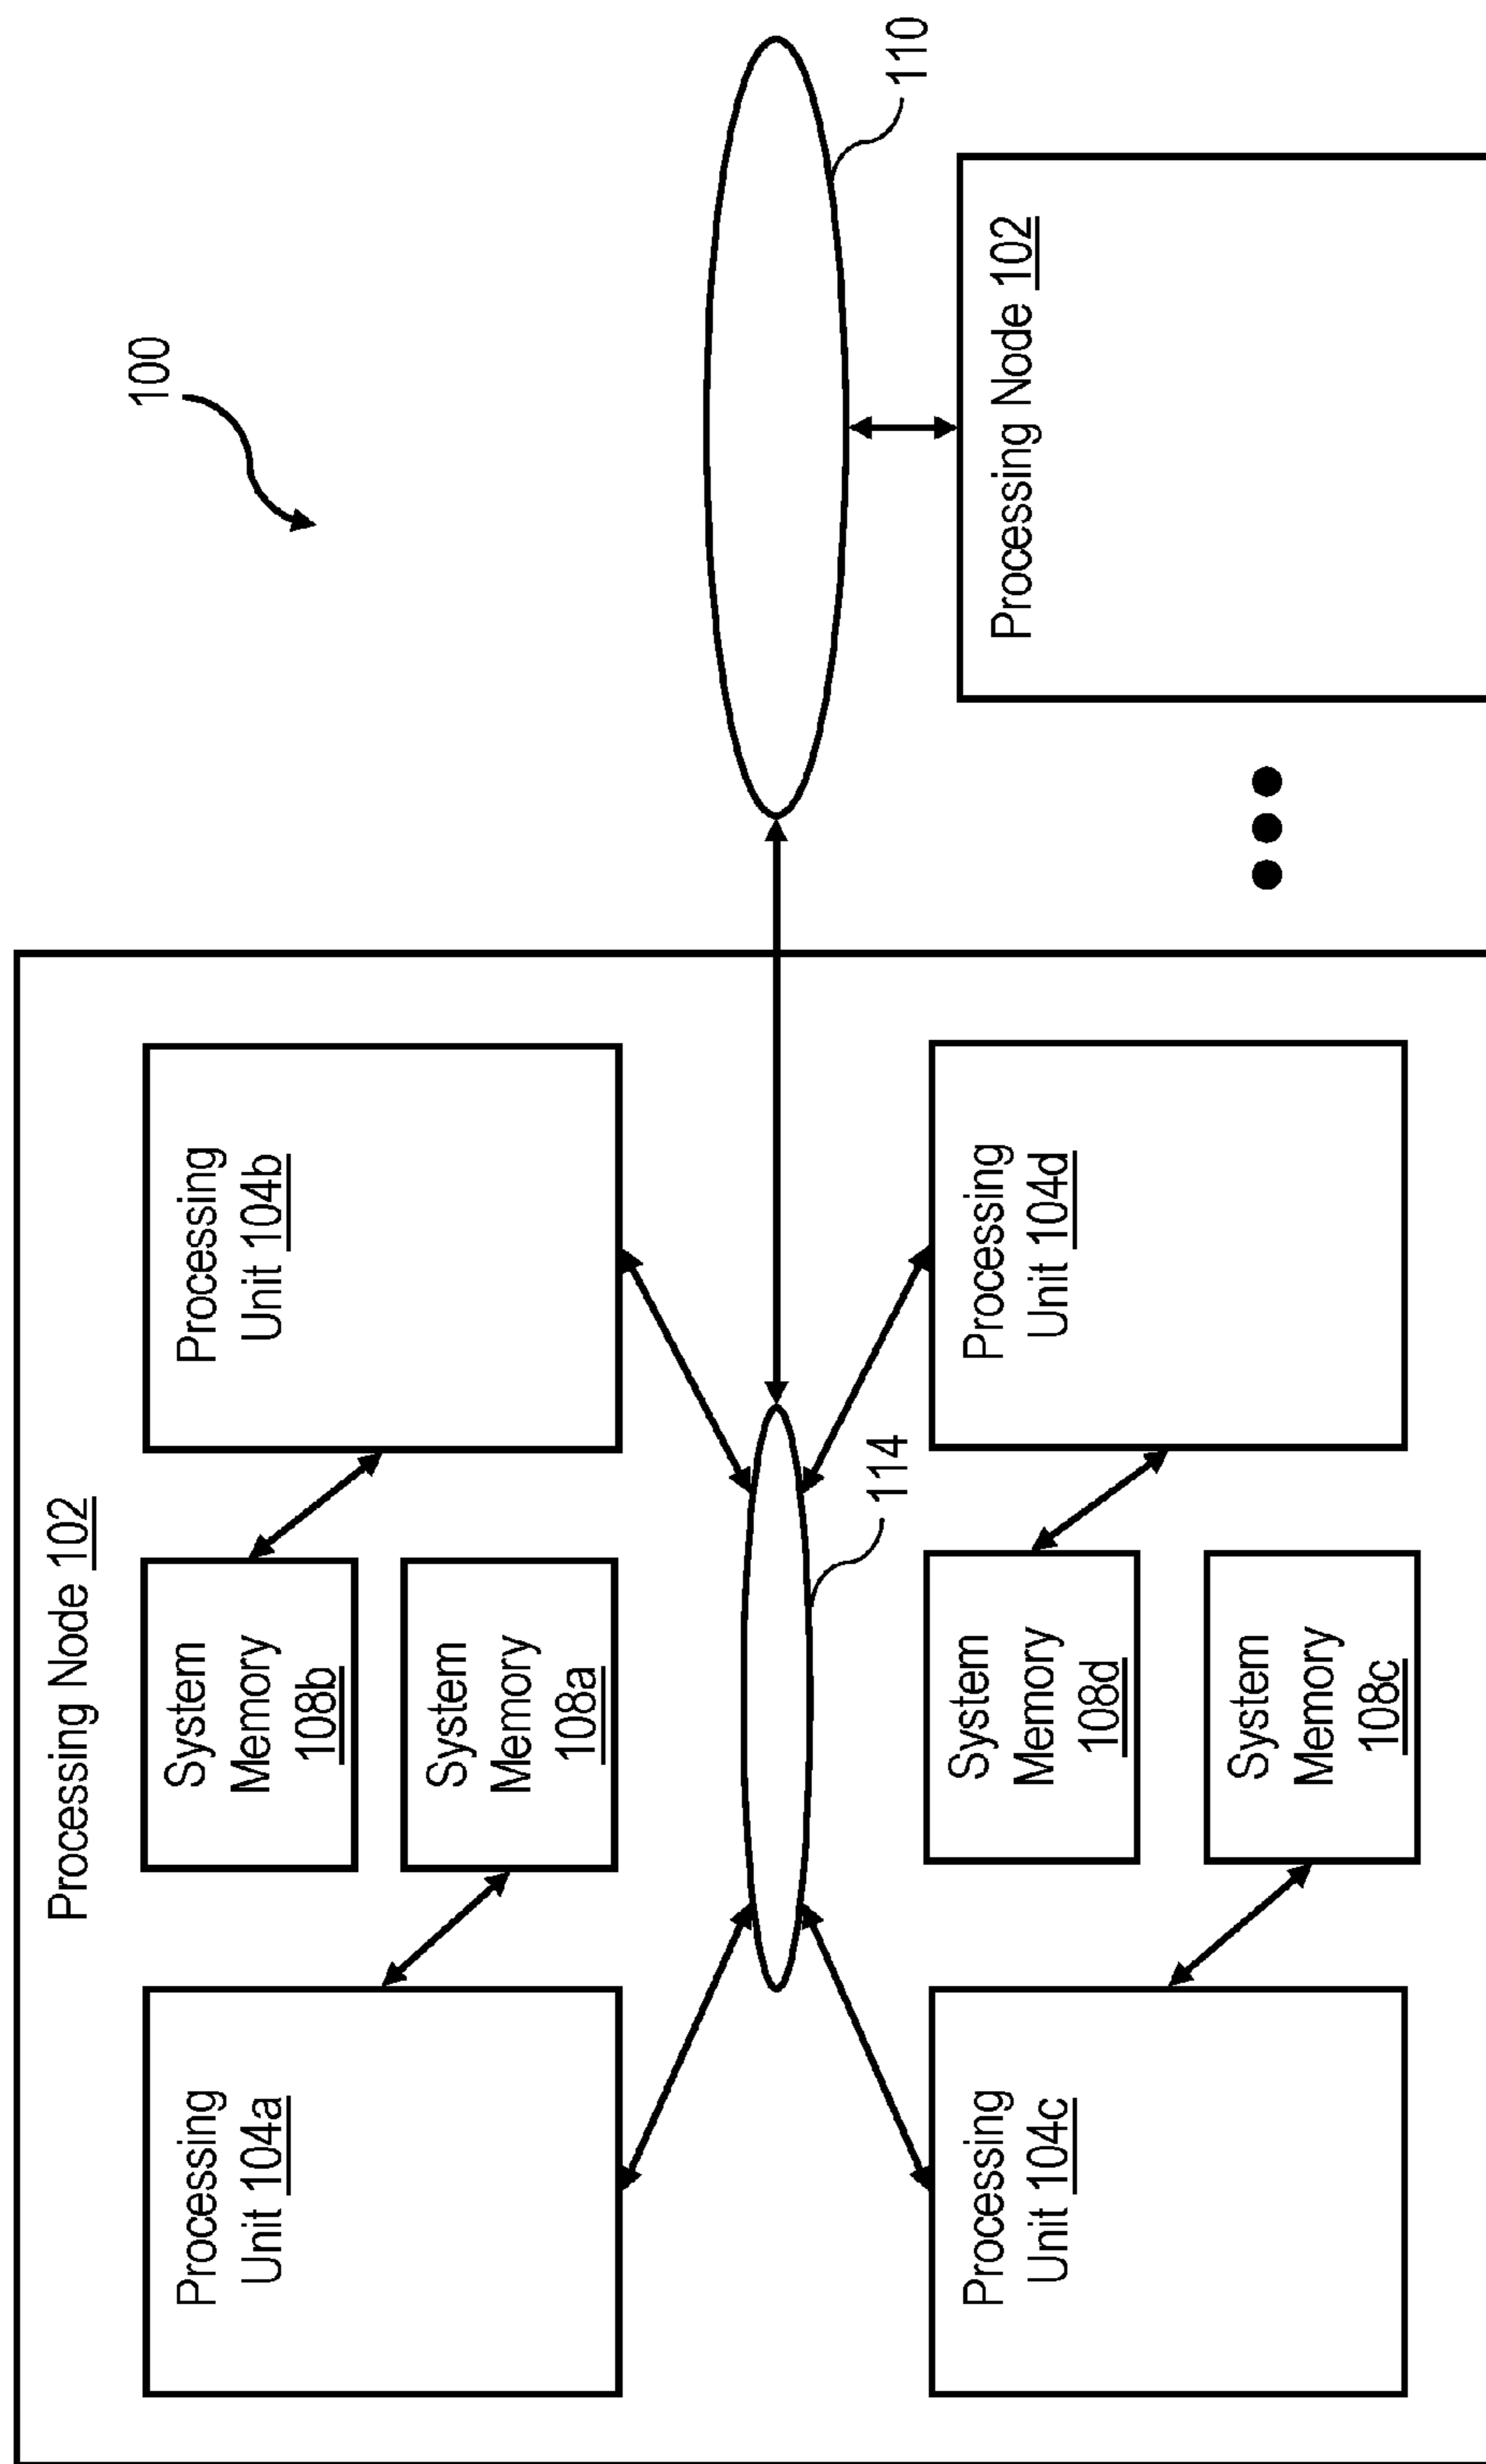 100
Processing Node 102
Processing
Unit 104a
System
Memory
108b
System
Memory
108a
Processing
Unit 104b
114
110
Processing
Unit 104c
System
Memory
108d
System
Memory
108c
Processing
Unit 104d
Processing Node 102